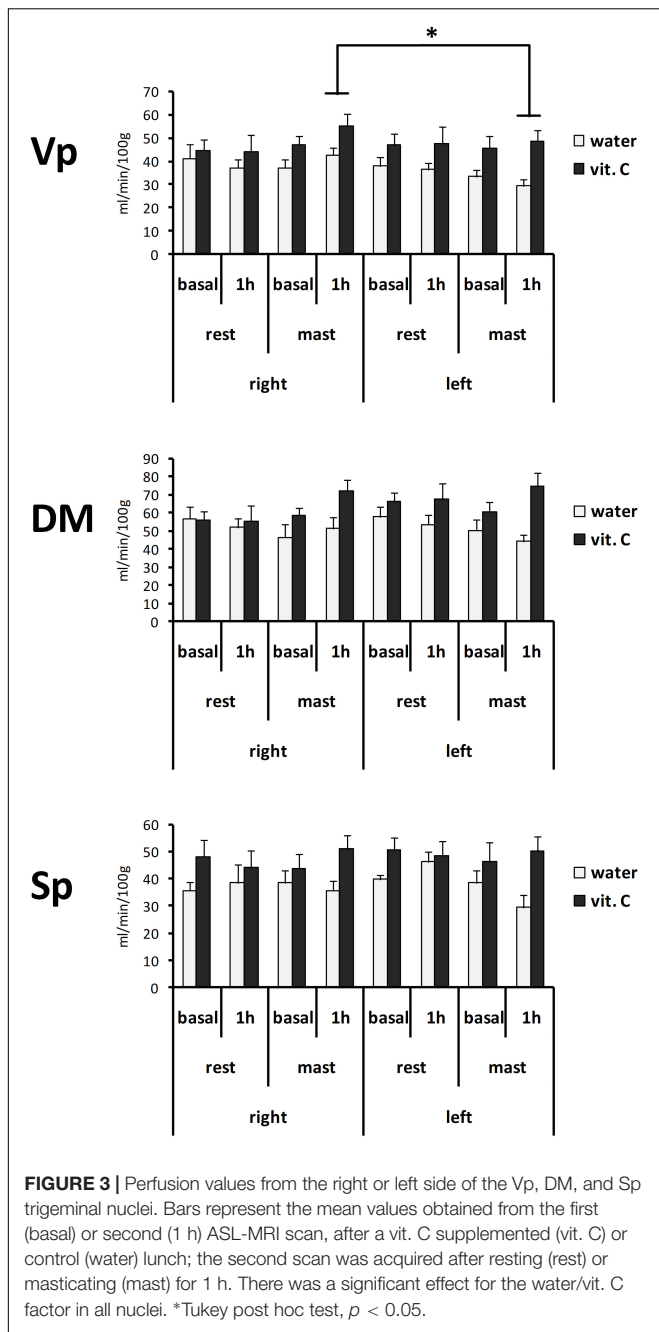 *
Vp
ml/min/100g
70
60
50
40
30
20
10
0
water
vit. C
basal 1h basal 1h basal 1h basal 1h
rest mast rest mast
right left
DM
ml/min/100g
90
80
70
60
50
40
30
20
10
0
water
vit. C
basal 1h basal 1h basal 1h basal 1h
rest mast rest mast
right left
Sp
ml/min/100g
60
50
40
30
20
10
0
water
vit. C
basal 1h basal 1h basal 1h basal 1h
rest mast rest mast
right left
FIGURE 3 | Perfusion values from the right or left side of the Vp, DM, and Sp
trigeminal nuclei. Bars represent the mean values obtained from the first
(basal) or second (1 h) ASL-MRI scan, after a vit. C supplemented (vit. C) or
control (water) lunch; the second scan was acquired after resting (rest) or
masticating (mast) for 1 h. There was a significant effect for the water/vit. C
factor in all nuclei. *Tukey post hoc test, p < 0.05.